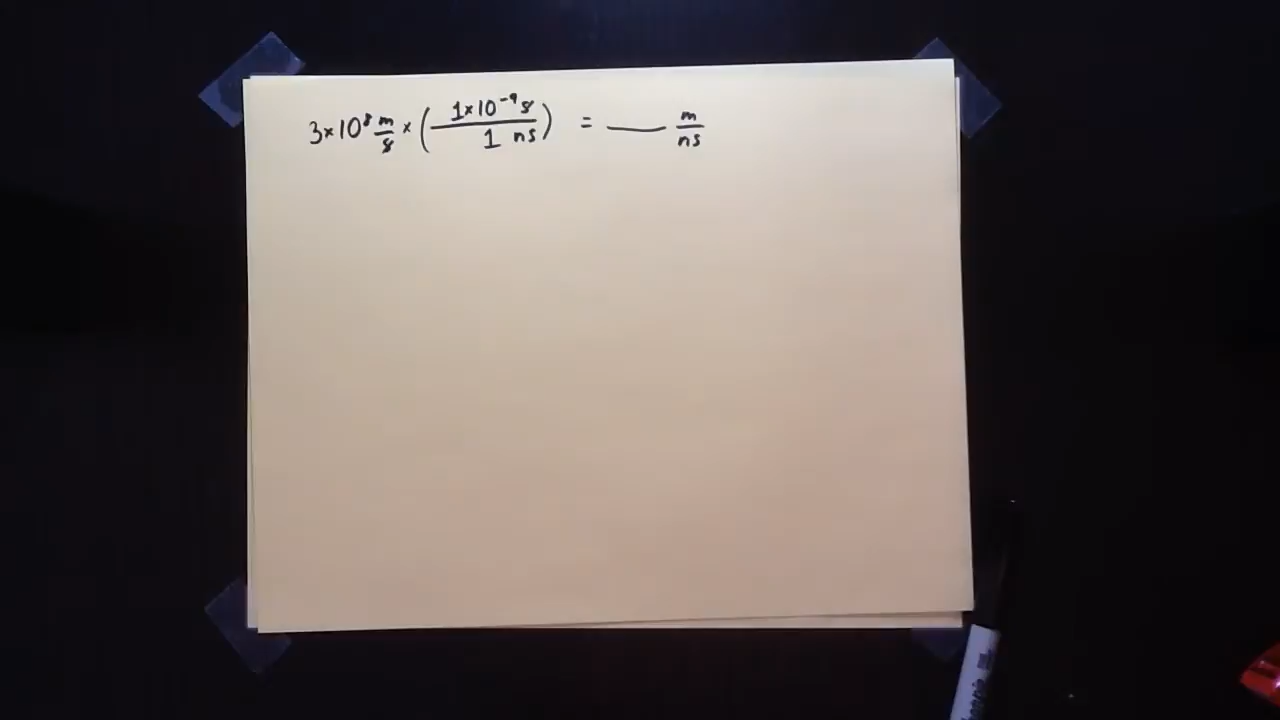 3×10⁸ m/s × (1×10⁻⁹ s / 1 ns) = ___ m/ns